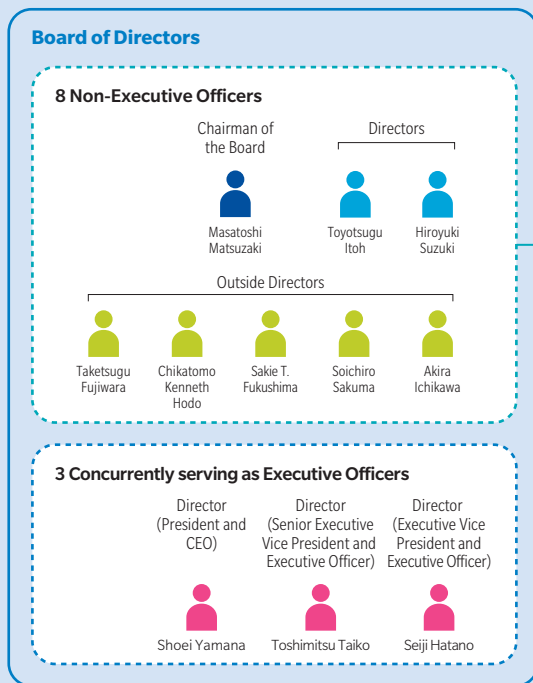 Board of Directors
8 Non-Executive Officers
Chairman of
the Board
Directors
Masatoshi
Matsuzaki
Toyotsugu
Itoh
Hiroyuki
Suzuki
Outside Directors
Taketsugu
Fujiwara
Chikatomo
Kenneth
Hodo
Sakie T.
Fukushima
Soichiro
Sakuma
Akira
Ichikawa
3 Concurrently serving as Executive Officers
Director
(President and
CEO)
Director
(Senior Executive
Vice President and
Executive Officer)
Director
(Executive Vice
President and
Executive Officer)
Shoei Yamana
Toshimitsu Taiko
Seiji Hatano